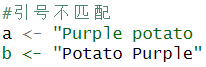 #引号不匹配
a <- "Purple potato
b <- "Potato Purple"